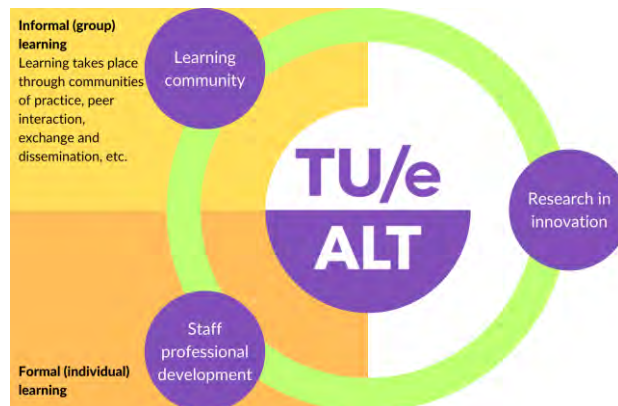 Informal (group)
learning
Learning takes place
through communities
of practice, peer
interaction,
exchange and
dissemination, etc.
Learning
community
TU/e
ALT
Research in
innovation
Staff
professional
development
Formal (individual)
learning